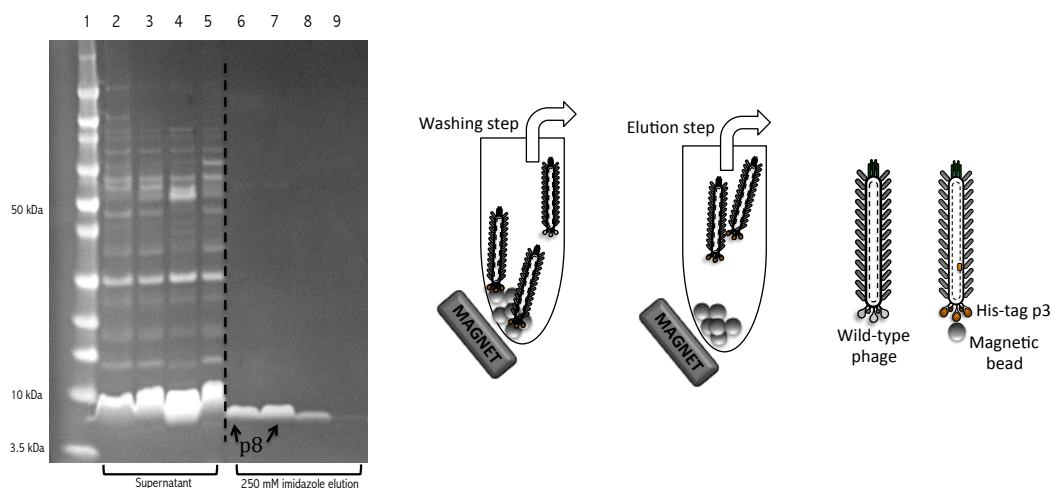 1 2 3 4 5 6 7 8 9
50 kDa
10 kDa
3.5 kDa
p8
Supernatant
250 mM imidazole elution
Washing step
MAGNET
Elution step
MAGNET
Wild-type
phage
His-tag p3
Magnetic
bead